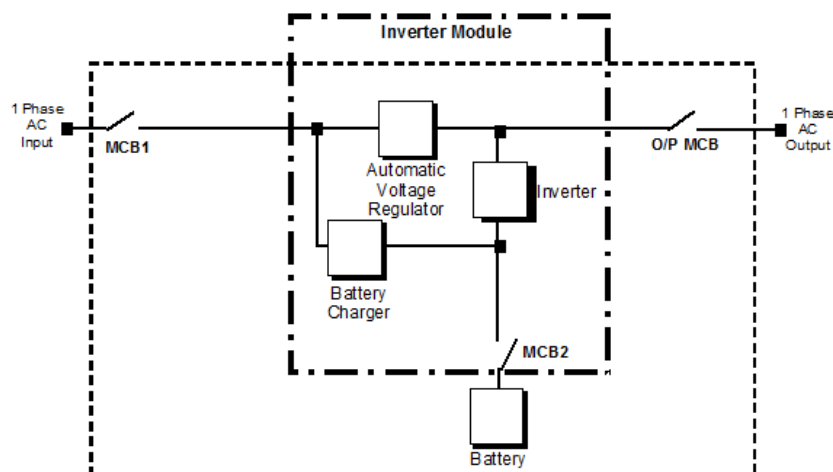 Inverter Module
1 Phase
AC
Input
MCB1
O/P MCB
1 Phase
AC
Output
Automatic
Voltage
Regulator
Inverter
Battery
Charger
MCB2
Battery